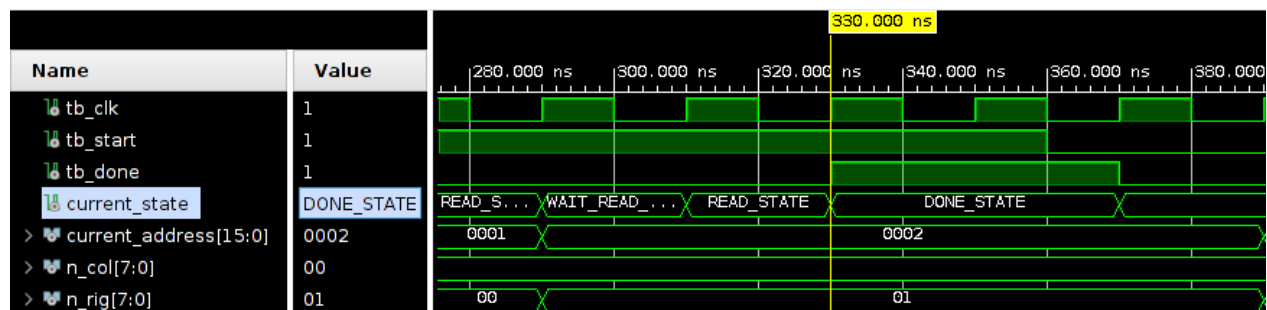 330.000 ns
Name Value 280.000 ns 300.000 ns 320.000 ns 340.000 ns 360.000 ns 380.000
tb_clk 1
tb_start 1
tb_done 1
current_state DONE_STATE READ_S... WAIT_READ_... READ_STATE DONE_STATE
> current_address[15:0] 0002 0001 0002
> n_col[7:0] 00
> n_rig[7:0] 01 00 01